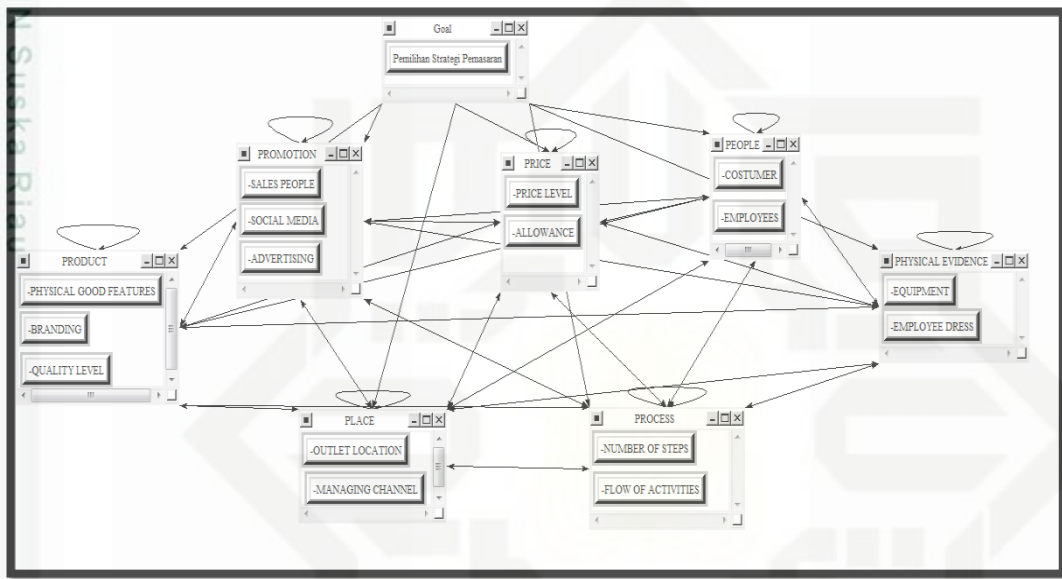 N Suska Riau
Goal
Pemilihan Strategi Pemasaran
PROMOTION
-SALES PEOPLE
-SOCIAL MEDIA
-ADVERTISING
PRICE
-PRICE LEVEL
-ALLOWANCE
PEOPLE
-COSTUMER
-EMPLOYEES
PRODUCT
-PHYSICAL GOOD FEATURES
-BRANDING
-QUALITY LEVEL
PHYSICAL EVIDENCE
-EQUIPMENT
-EMPLOYEE DRESS
PLACE
-OUTLET LOCATION
-MANAGING CHANNEL
PROCESS
-NUMBER OF STEPS
-FLOW OF ACTIVITIES